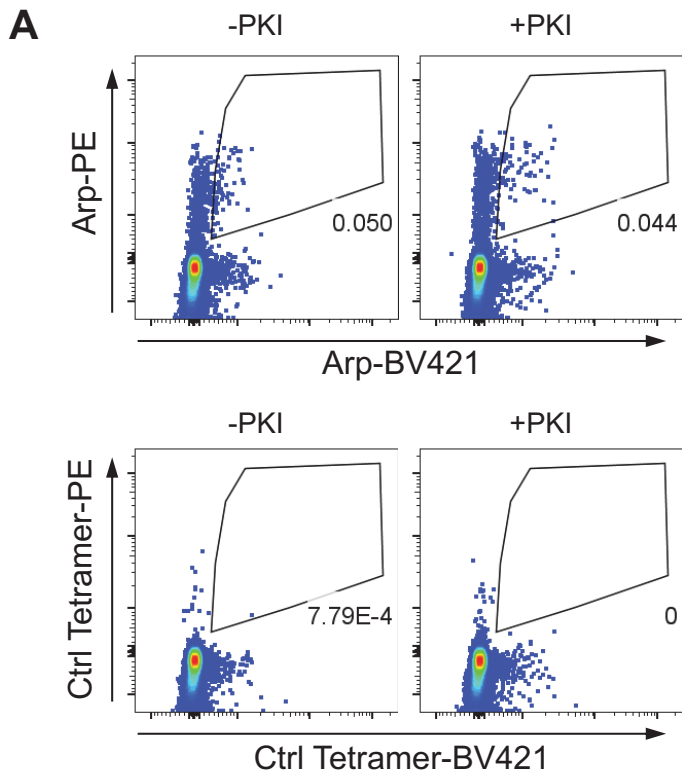 A
-PKI
+PKI
Arp-PE
0.050
0.044
Arp-BV421
-PKI
+PKI
Ctrl Tetramer-PE
7.79E-4
0
Ctrl Tetramer-BV421